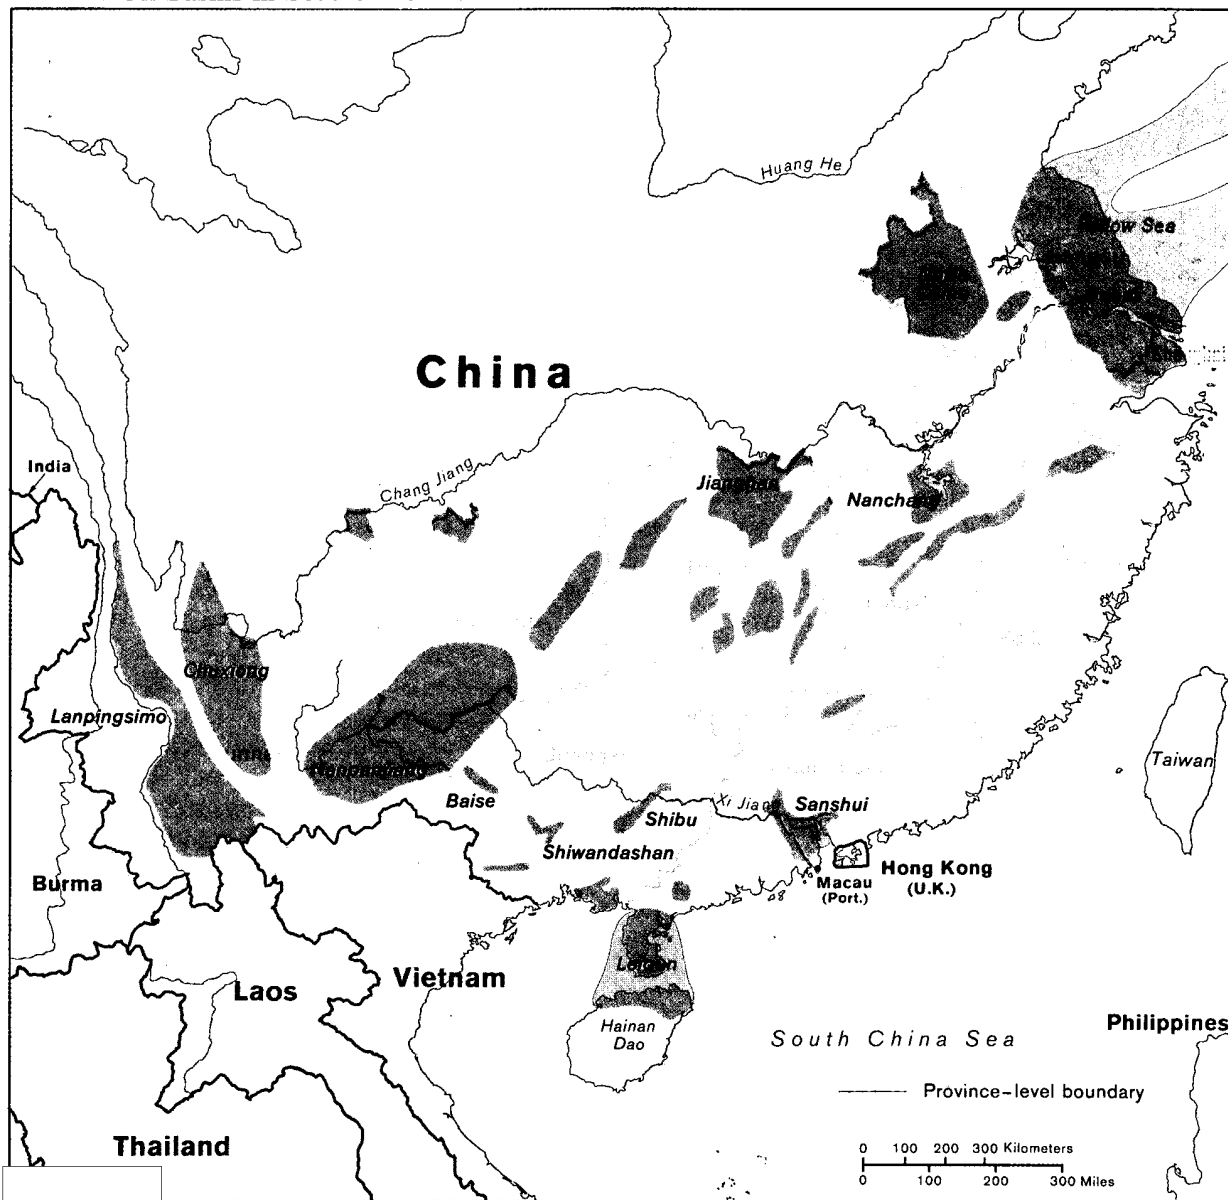 Huang He
China
India
Chang Jiang
Nanchang
Chuxiong
Lanpingsimo
Baise
Shibu
Xi Jiang
Sanshui
Shiwandashan
Burma
Hong Kong
(U.K.)
Macau
(Port.)
Taiwan
Vietnam
Laos
Hainan
Dao
South China Sea
Philippines
Province-level boundary
Thailand
0 100 200 300 Kilometers
0 100 200 300 Miles